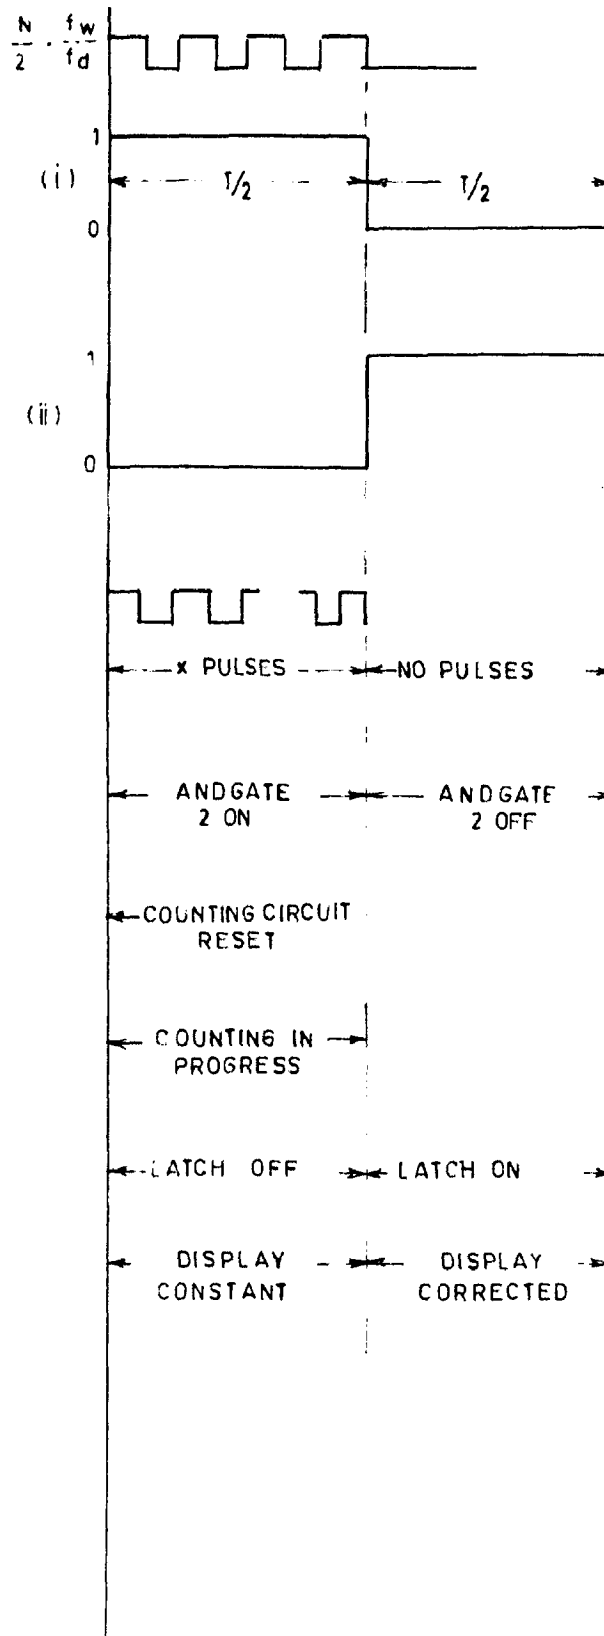 N/2 · fw/fd
1
(i) T/2 T/2
0
1
(ii)
0
x PULSES NO PULSES
ANDGATE ANDGATE
2 ON 2 OFF
COUNTING CIRCUIT
RESET
COUNTING IN
PROGRESS
LATCH OFF LATCH ON
DISPLAY DISPLAY
CONSTANT CORRECTED